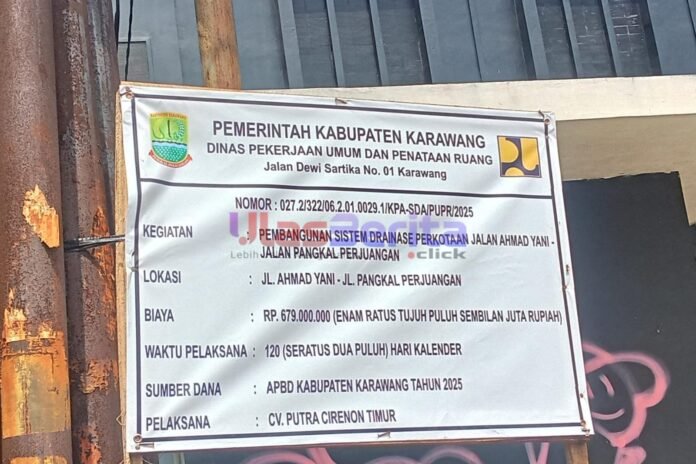 PEMERINTAH KABUPATEN KARAWANG
DINAS PEKERJAAN UMUM DAN PENATAAN RUANG
Jalan Dewi Sartika No. 01 Karawang
NOMOR : 027.2/322/06.2.01.0029.1/KPA-SDA/PUPR/2025
UlasBerita
Lebih
.click
KEGIATAN : PEMBANGUNAN SISTEM DRAINASE PERKOTAAN JALAN AHMAD YANI -
JALAN PANGKAL PERJUANGAN
LOKASI : JL. AHMAD YANI - JL. PANGKAL PERJUANGAN
BIAYA : RP. 679.000.000 (ENAM RATUS TUJUH PULUH SEMBILAN JUTA RUPIAH)
WAKTU PELAKSANA : 120 (SERATUS DUA PULUH) HARI KALENDER
SUMBER DANA : APBD KABUPATEN KARAWANG TAHUN 2025
PELAKSANA : CV. PUTRA CIRENON TIMUR